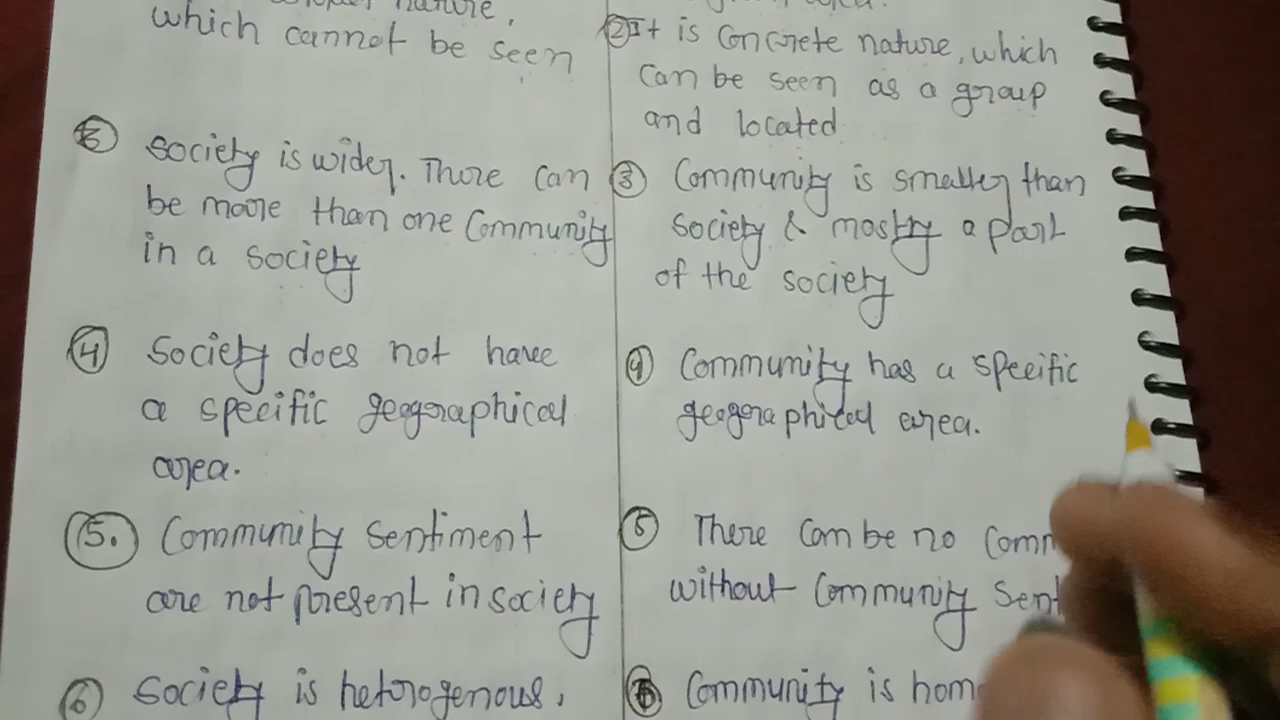 nature,
which cannot be seen
③ Society is wider. There can
be more than one Community
in a society
④ Society does not have
a specific geographical
area.
⑤. Community Sentiment
are not present in society
⑥ Society is heterogenous,
② It is concrete nature, which
can be seen as a group
and located
③ Community is smaller than
society & mostly a part
of the society
④ Community has a specific
geographical area.
⑤ There can be no Comm
without Community Sent
⑥ Community is hom